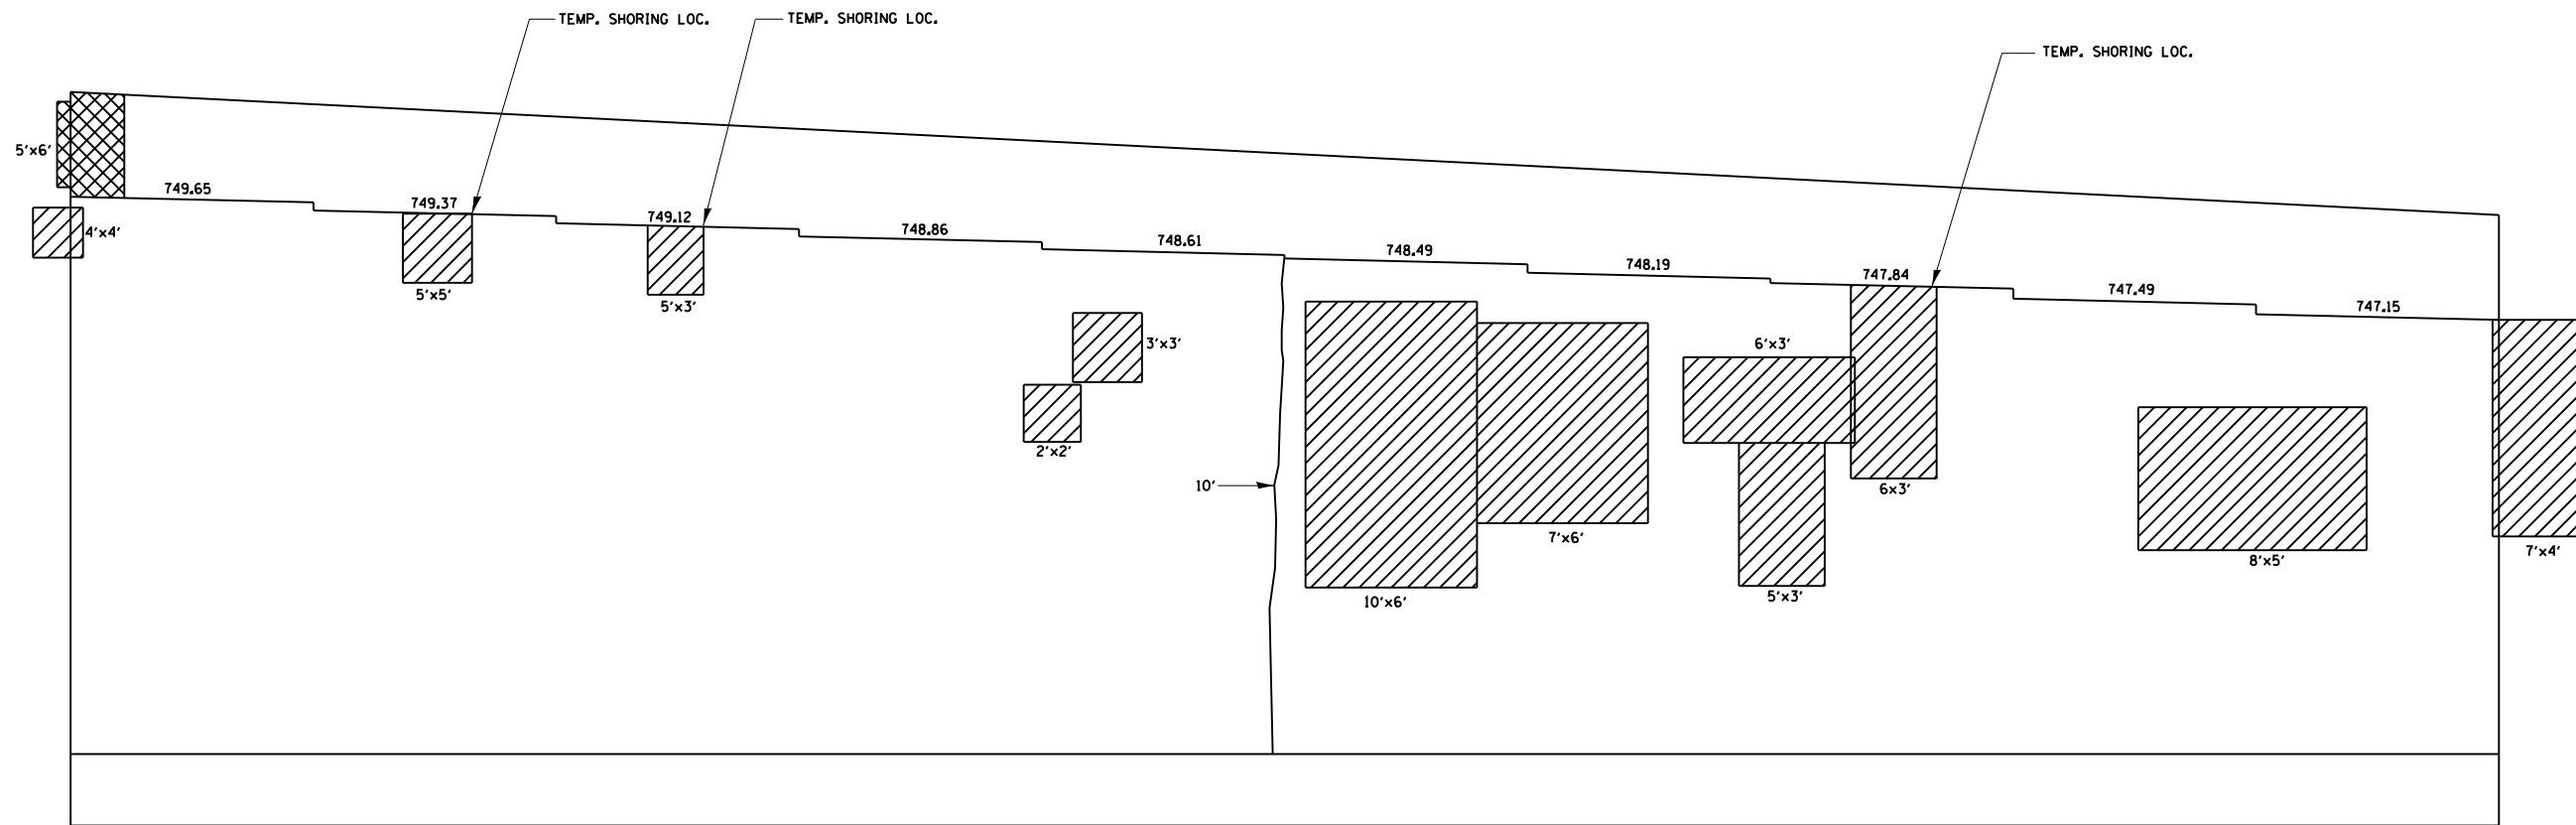 TEMP. SHORING LOC.
TEMP. SHORING LOC.
TEMP. SHORING LOC.
5'x6'
749.65
749.37
749.12
748.86
748.61
748.49
748.19
747.84
747.49
747.15
4'x4'
5'x5'
5'x3'
3'x3'
2'x2'
10'
10'x6'
7'x6'
6'x3'
5'x3'
6x3'
8'x5'
7'x4'